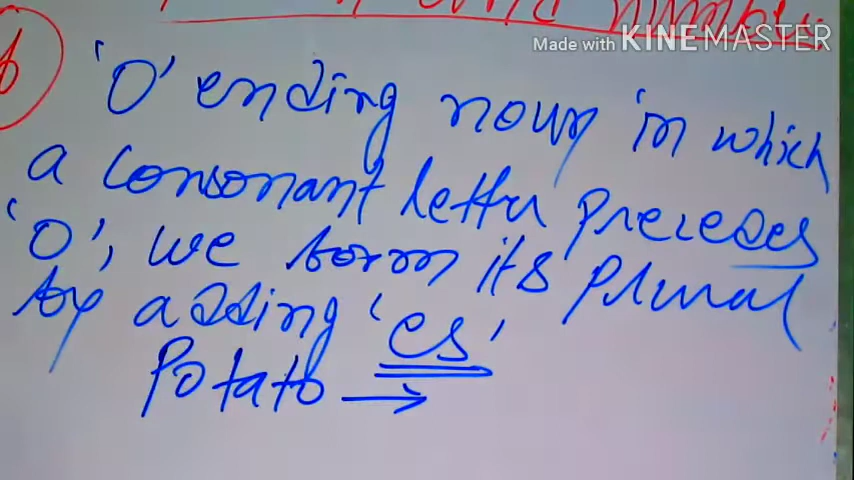 Made with KINEMASTER
'O' ending noun in which
a consonant letter precedes
'O', we form its plural
by adding 'es'
Potato →